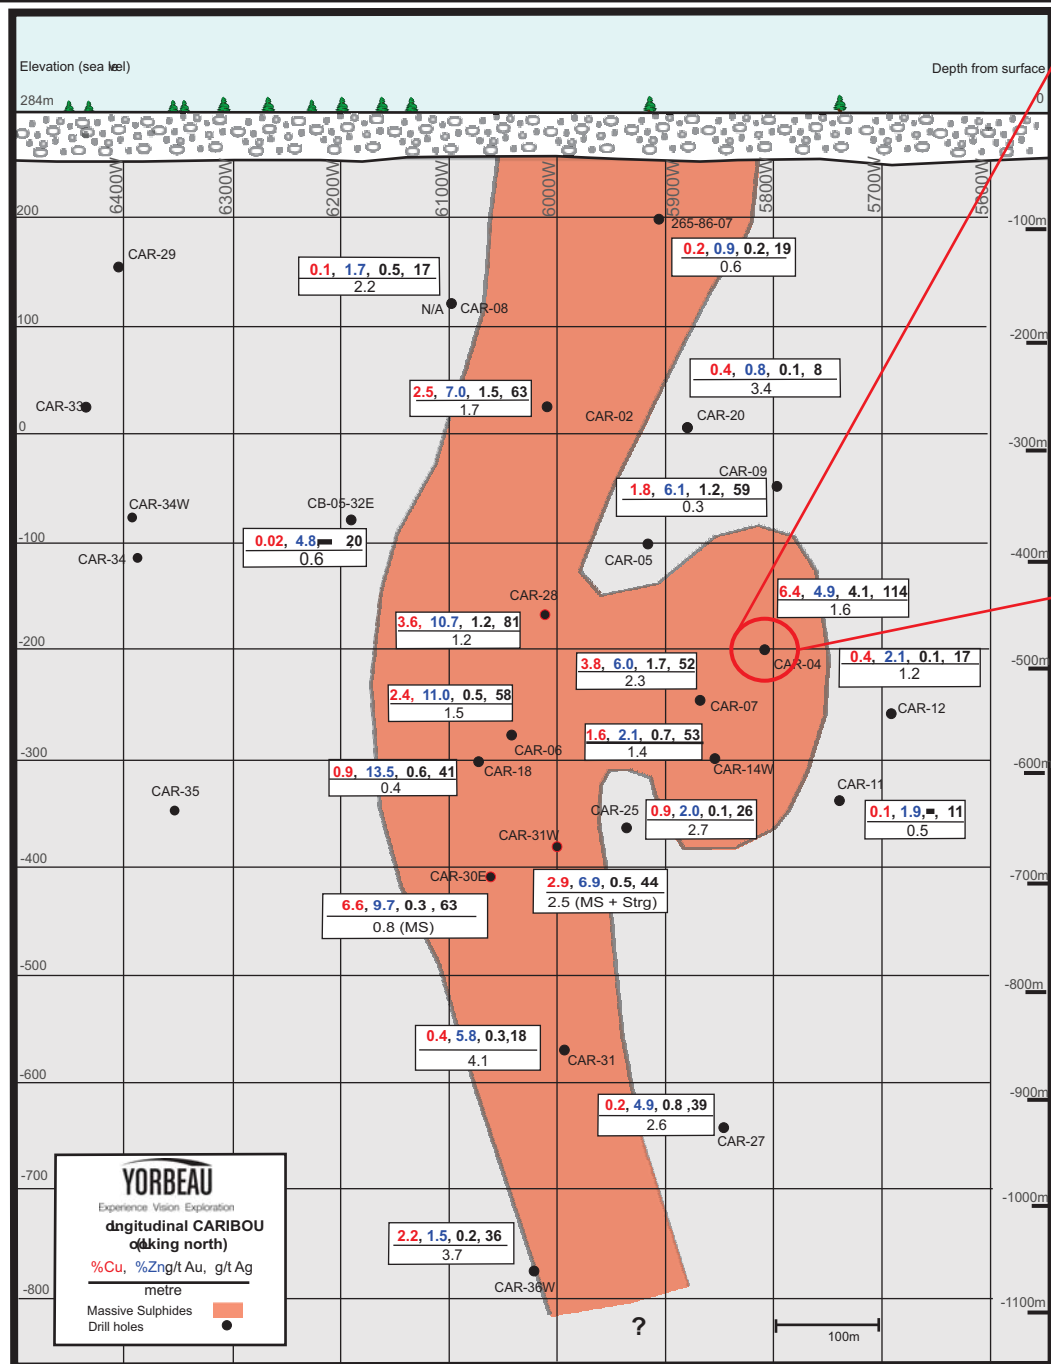 Elevation (sea level)
Depth from surface
284m
0
6400W
6300W
6200W
6100W
6000W
5900W
5800W
5700W
5600W
200
265-86-07
-100m
0.2, 0.9, 0.2, 19
0.6
CAR-29
0.1, 1.7, 0.5, 17
2.2
N/A CAR-08
100
-200m
0.4, 0.8, 0.1, 8
3.4
2.5, 7.0, 1.5, 63
1.7
CAR-33
CAR-02
CAR-20
0
-300m
CAR-09
1.8, 6.1, 1.2, 59
0.3
CAR-34W
CB-05-32E
-100
0.02, 4.8, - 20
0.6
CAR-34
CAR-05
-400m
CAR-28
6.4, 4.9, 4.1, 114
1.6
3.6, 10.7, 1.2, 81
1.2
-200
3.8, 6.0, 1.7, 52
2.3
CAR-04
0.4, 2.1, 0.1, 17
1.2
-500m
2.4, 11.0, 0.5, 58
1.5
CAR-07
CAR-12
1.6, 2.1, 0.7, 53
1.4
CAR-06
-300
CAR-18
CAR-14W
-600m
0.9, 13.5, 0.6, 41
0.4
CAR-35
CAR-11
CAR-25
0.9, 2.0, 0.1, 26
2.7
0.1, 1.9, -, 11
0.5
CAR-31W
-400
CAR-30E
2.9, 6.9, 0.5, 44
2.5 (MS + Strg)
-700m
6.6, 9.7, 0.3 , 63
0.8 (MS)
-500
-800m
0.4, 5.8, 0.3,18
4.1
CAR-31
-600
-900m
0.2, 4.9, 0.8 ,39
2.6
CAR-27
-700
-1000m
2.2, 1.5, 0.2, 36
3.7
CAR-36W
-800
-1100m
?
100m
YORBEAU
Experience Vision Exploration
Longitudinal CARIBOU
(looking north)
%Cu, %Zn g/t Au, g/t Ag
metre
Massive Sulphides
Drill holes